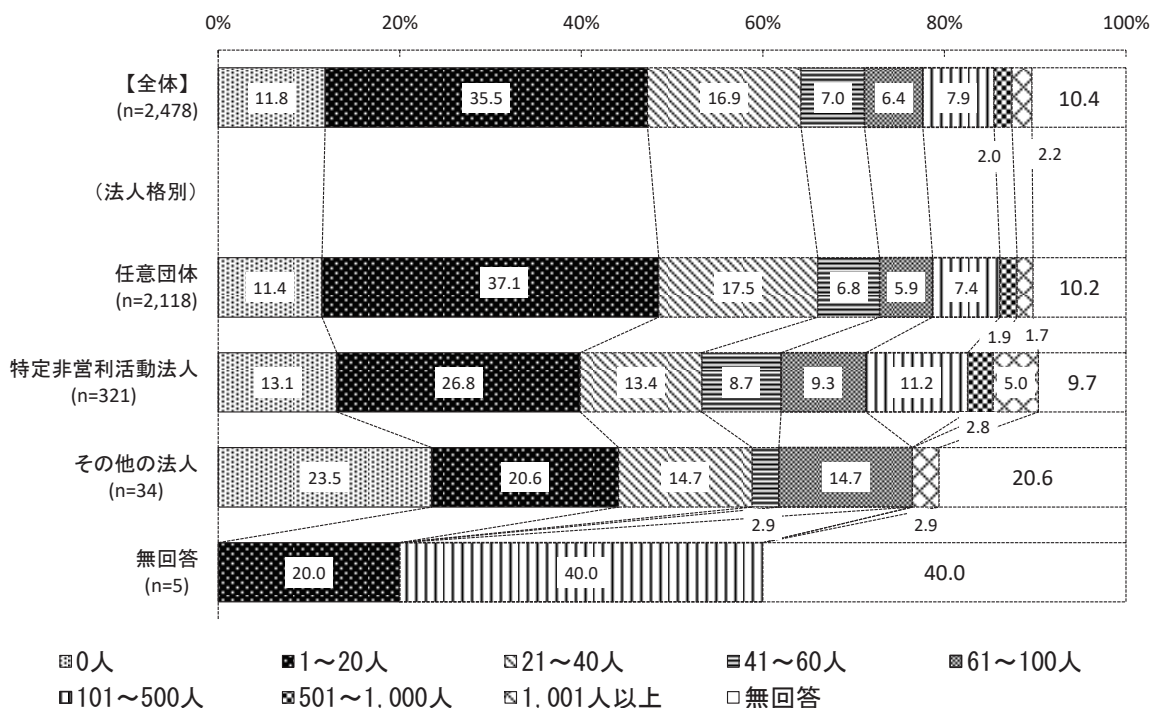 0% 20% 40% 60% 80% 100%
【全体】
(n=2,478)
11.8 35.5 16.9 7.0 6.4 7.9 10.4
2.0 2.2
（法人格別）
任意団体
(n=2,118)
11.4 37.1 17.5 6.8 5.9 7.4 10.2
1.9 1.7
特定非営利活動法人
(n=321)
13.1 26.8 13.4 8.7 9.3 11.2 5.0 9.7
2.8
その他の法人
(n=34)
23.5 20.6 14.7 14.7 20.6
2.9 2.9
無回答
(n=5)
20.0 40.0 40.0
0人 1～20人 21～40人 41～60人 61～100人
101～500人 501～1,000人 1,001人以上 無回答